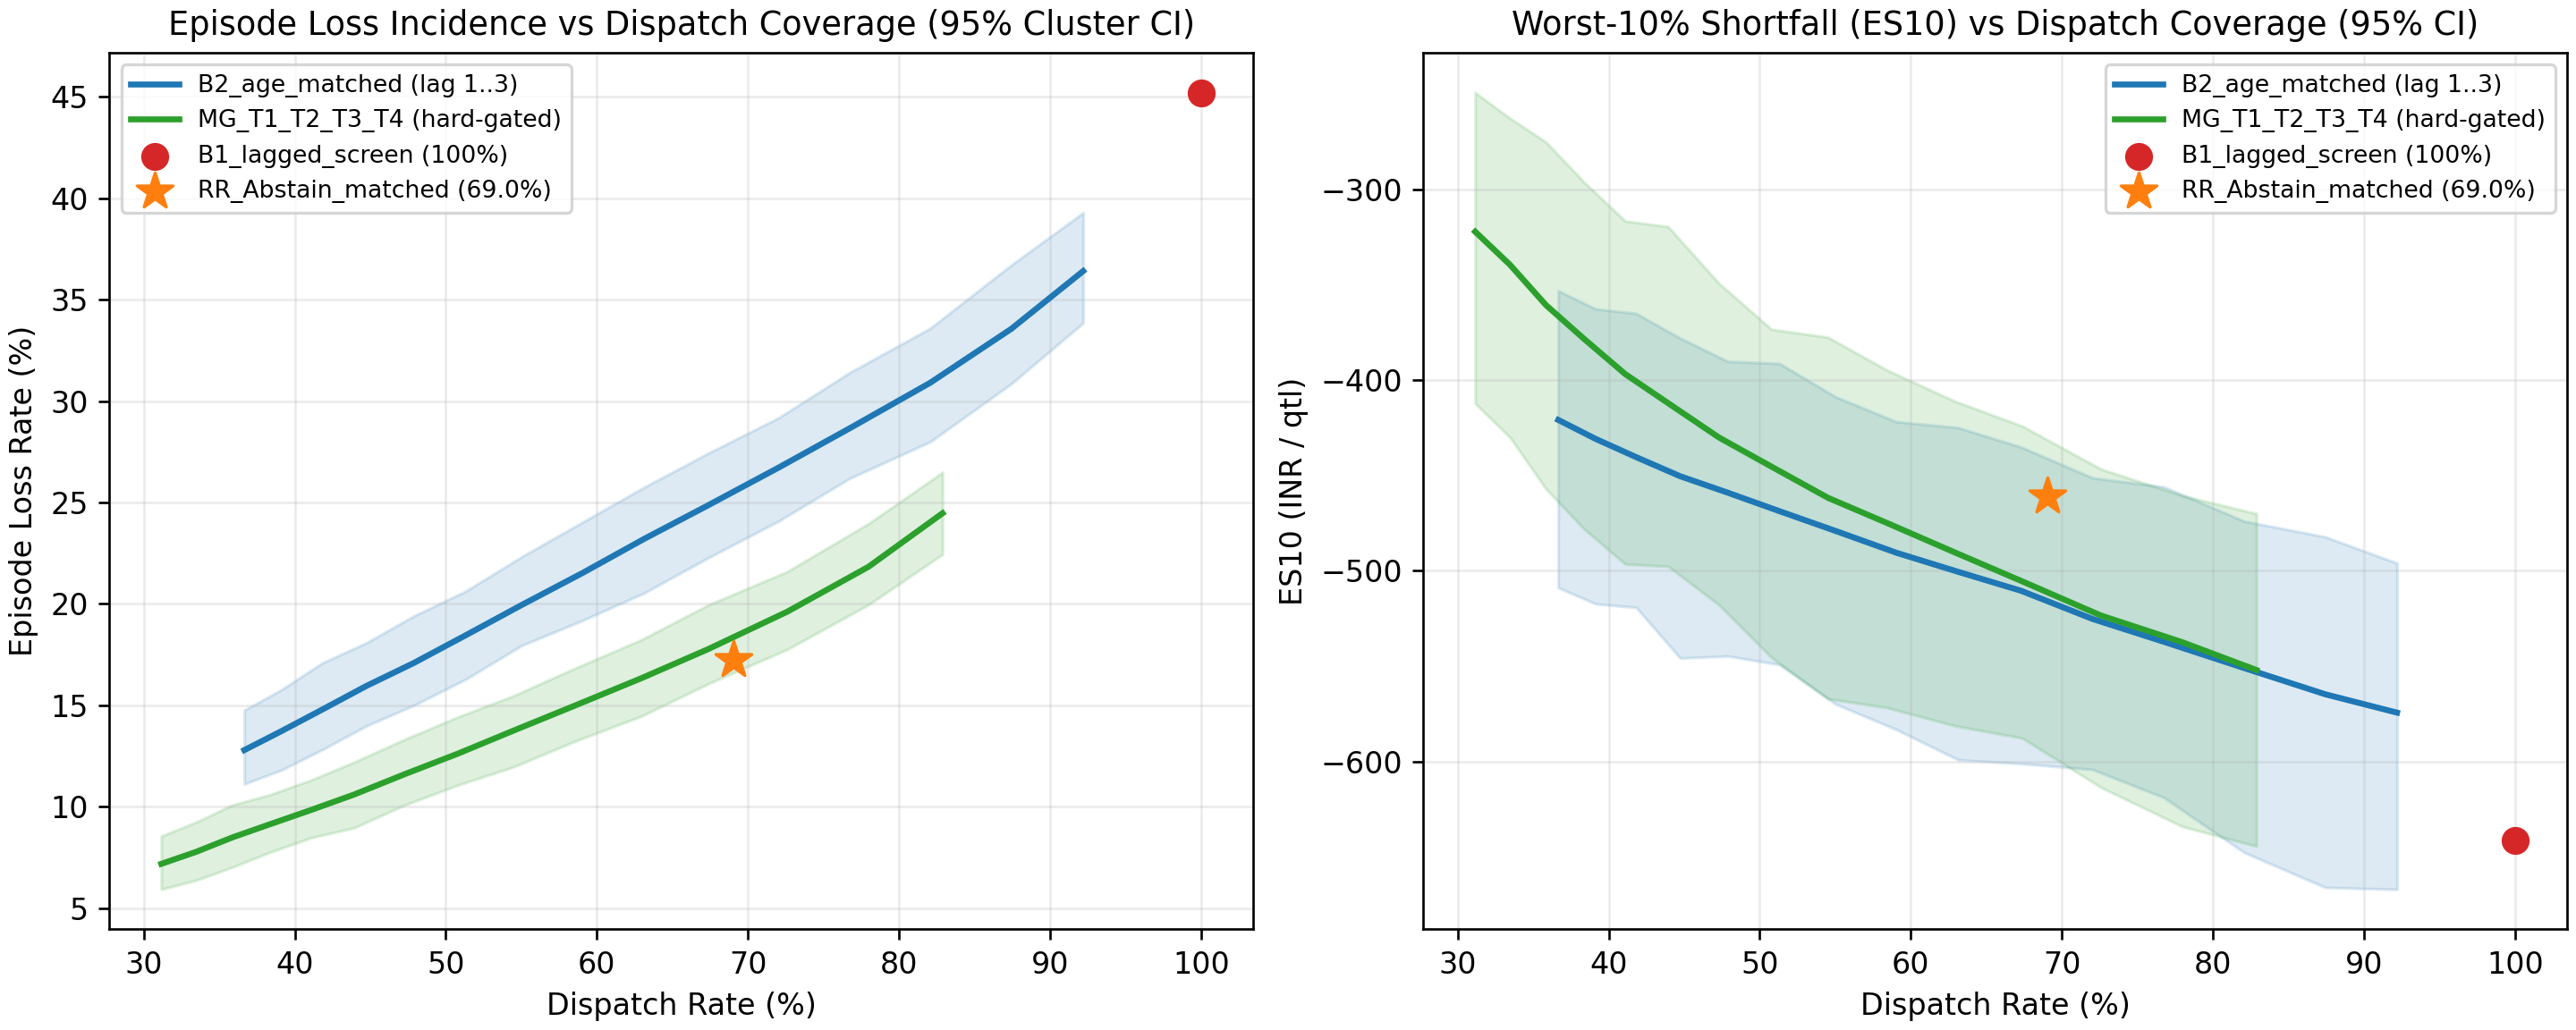 Episode Loss Incidence vs Dispatch Coverage (95% Cluster CI)
B2_age_matched (lag 1..3)
MG_T1_T2_T3_T4 (hard-gated)
B1_lagged_screen (100%)
RR_Abstain_matched (69.0%)
Episode Loss Rate (%)
45
40
35
30
25
20
15
10
5
30 40 50 60 70 80 90 100
Dispatch Rate (%)
Worst-10% Shortfall (ES10) vs Dispatch Coverage (95% CI)
B2_age_matched (lag 1..3)
MG_T1_T2_T3_T4 (hard-gated)
B1_lagged_screen (100%)
RR_Abstain_matched (69.0%)
ES10 (INR / qtl)
−300
−400
−500
−600
30 40 50 60 70 80 90 100
Dispatch Rate (%)